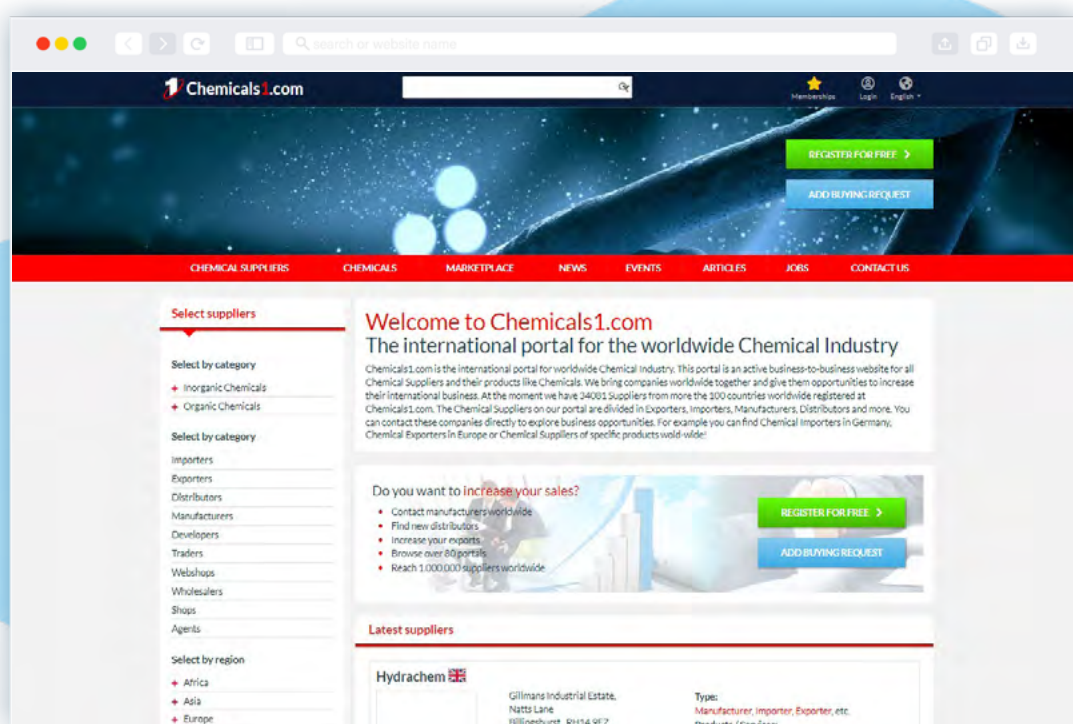 search or website name
Chemicals1.com
Memberships
Login
English
REGISTER FOR FREE
ADD BUYING REQUEST
CHEMICAL SUPPLIERS CHEMICALS MARKETPLACE NEWS EVENTS ARTICLES JOBS CONTACT US
Select suppliers
Select by category
+ Inorganic Chemicals
+ Organic Chemicals
Select by category
Importers
Exporters
Distributors
Manufacturers
Developers
Traders
Webshops
Wholesalers
Shops
Agents
Select by region
+ Africa
+ Asia
+ Europe
Welcome to Chemicals1.com
The international portal for the worldwide Chemical Industry
Chemicals1.com is the international portal for worldwide Chemical Industry. This portal is an active business-to-business website for all
Chemical Suppliers and their products like Chemicals. We bring companies worldwide together and give them opportunities to increase
their international business. At the moment we have 34081 Suppliers from more the 100 countries worldwide registered at
Chemicals1.com. The Chemical Suppliers on our portal are divided in Exporters, Importers, Manufacturers, Distributors and more. You
can contact these companies directly to explore business opportunities. For example you can find Chemical Importers in Germany,
Chemical Exporters in Europe or Chemical Suppliers of specific products wold-wide!
Do you want to increase your sales?
• Contact manufacturers worldwide
• Find new distributors
• Increase your exports
• Browse over 80 portals
• Reach 1.000.000 suppliers worldwide
REGISTER FOR FREE
ADD BUYING REQUEST
Latest suppliers
Hydrachem
Gillmans Industrial Estate,
Natts Lane
Billingshurst, RH14 9EZ
Type:
Manufacturer, Importer, Exporter, etc.
Products / Services: